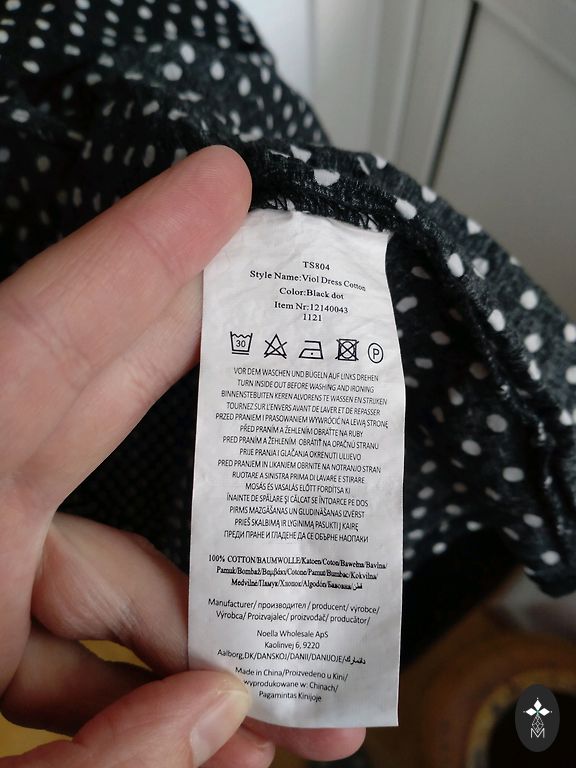 TS804
Style Name:Viol Dress Cotton
Color:Black dot
Item Nr:12140043
1121
30
P
VOR DEM WASCHEN UND BÜGELN AUF LINKS DREHEN
TURN INSIDE OUT BEFORE WASHING AND IRONING
BINNENSTEBUITEN KEREN ALVORENS TE WASSEN EN STRIJKEN
TOURNEZ SUR L'ENVERS AVANT DE LAVER ET DE REPASSER
PRZED PRANIEM I PRASOWANIEM WYWRÓCIĆ NA LEWĄ STRONĘ
PŘED PRANÍM A ŽEHLENÍM OBRAŤTE NA RUBY
PRED PRANÍM A ŽEHLENÍM OBRÁTIŤ NA OPAČNÚ STRANU
PRIJE PRANJA I GLAČANJA OKRENUTI U LIJEVO
PRED PRANJEM IN LIKANJEM OBRNITE NA NOTRANJO STRAN
RUOTARE A SINISTRA PRIMA DI LAVARE E STIRARE
MOSÁS ÉS VASALÁS ELŐTT FORDÍTSA KI
ÎNAINTE DE SPĂLARE ŞI CĂLCAT SE ÎNTOARCE PE DOS
PIRMS MAZGĀŠANAS UN GLUDINĀŠANAS IZVĒRST
PRIEŠ SKALBIMĄ IR LYGINIMĄ PASUKTI Į KAIRĘ
ПРЕДИ ПРАНЕ И ГЛАДЕНЕ ДА СЕ ОБЪРНЕ НАОПАКИ
100% COTTON/BAUMWOLLE/Katoen/Coton/Bawełna/Bavlna/
Pamuk/Bombaž/Βαμβάκι/Cotone/Pamut/Bumbac/Kokvilna/
Medvilnė/Памук/Хлопок/Algodón/Бавовна/قطن/
Manufacturer/ производител / producent/ výrobce/
Výrobca/ Proizvajalec/ proizvođač/ producător/
Noella Wholesale ApS
Kaolinvej 6, 9220
Aalborg,DK/DANSKO/J/DANII/DANIJOJE/دانمارك
Made in China/Proizvedeno u Kini/
wyprodukowane w: Chinach/
Pagamintas Kinijoje
M